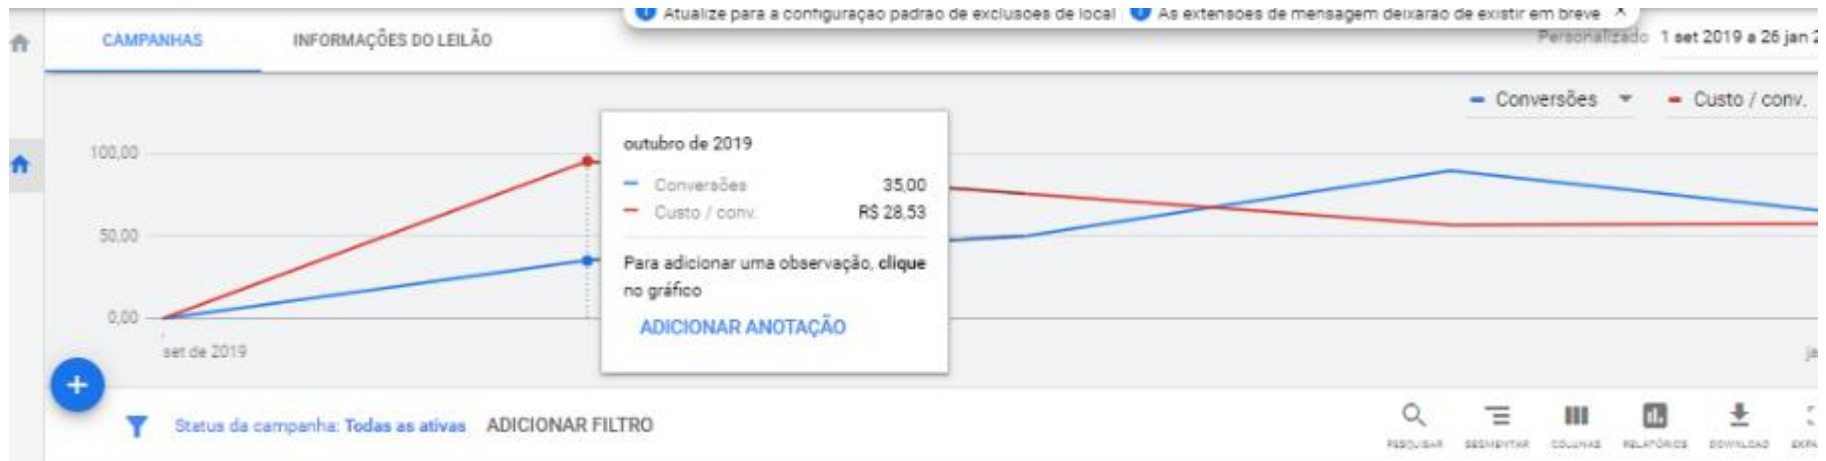 Atualize para a configuração padrão de exclusões de local
As extensões de mensagem deixarão de existir em breve
CAMPANHAS
INFORMAÇÕES DO LEILÃO
Personalizado 1 set 2019 a 26 jan
Conversões
Custo / conv.
100,00
50,00
0,00
outubro de 2019
Conversões 35,00
Custo / conv. R$ 28,53
Para adicionar uma observação, clique
no gráfico
ADICIONAR ANOTAÇÃO
set de 2019
Status da campanha: Todas as ativas ADICIONAR FILTRO
PESQUISAR SEGMENTAR COLUNAS RELATÓRIOS DOWNLOAD